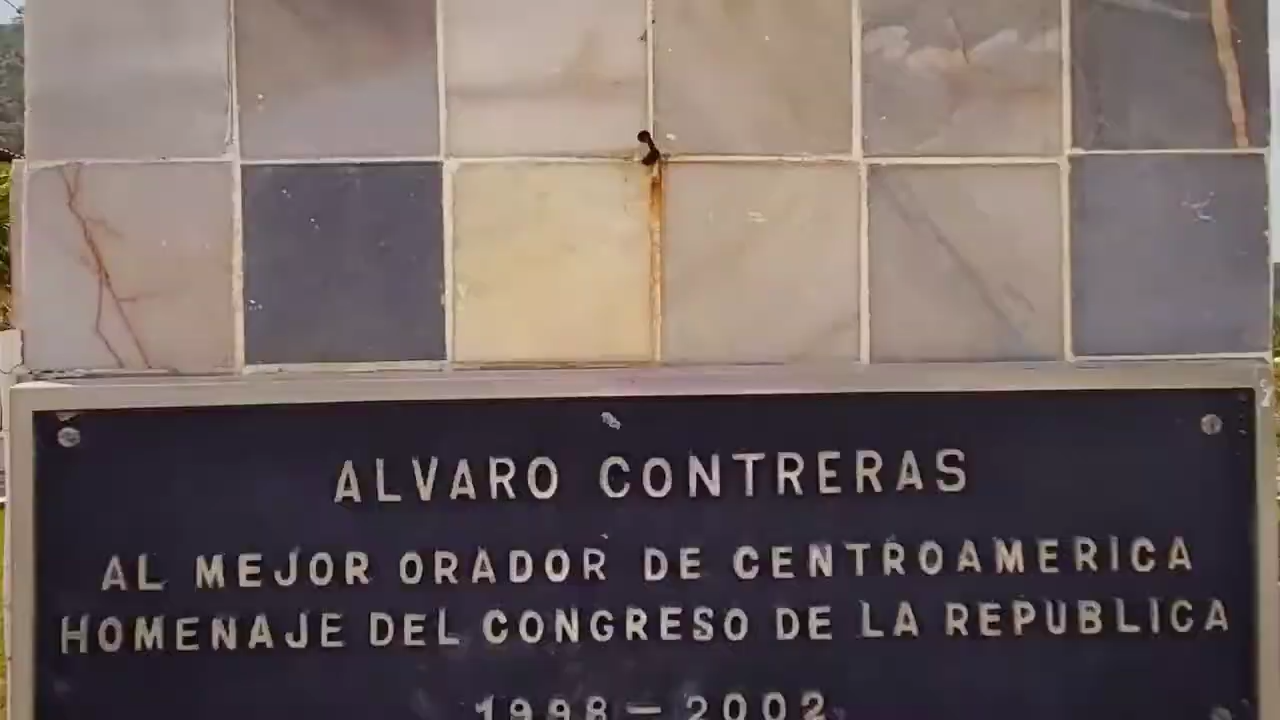 ALVARO CONTRERAS
AL MEJOR ORADOR DE CENTROAMERICA
HOMENAJE DEL CONGRESO DE LA REPUBLICA
1998-2002